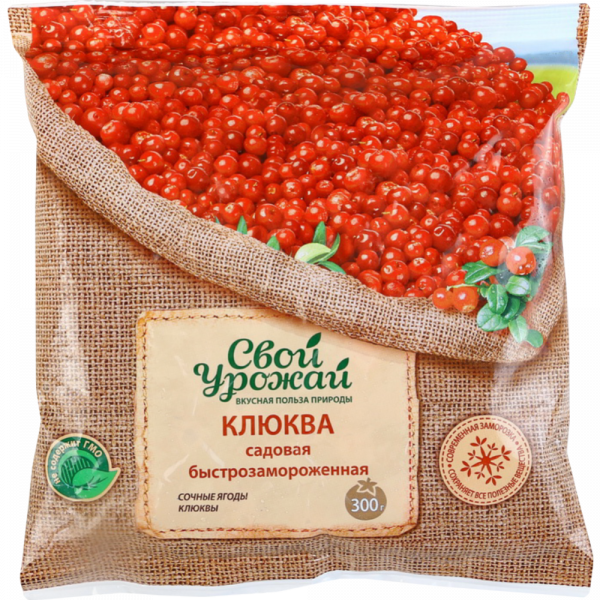 Свой
Урожай
ВКУСНАЯ ПОЛЬЗА ПРИРОДЫ
КЛЮКВА
садовая
быстрозамороженная
СОЧНЫЕ ЯГОДЫ
КЛЮКВЫ
300 г
Не содержит ГМО
СОВРЕМЕННАЯ ЗАМОРОЗКА
СОХРАНЯЕТ ВСЕ ПОЛЕЗНЫЕ